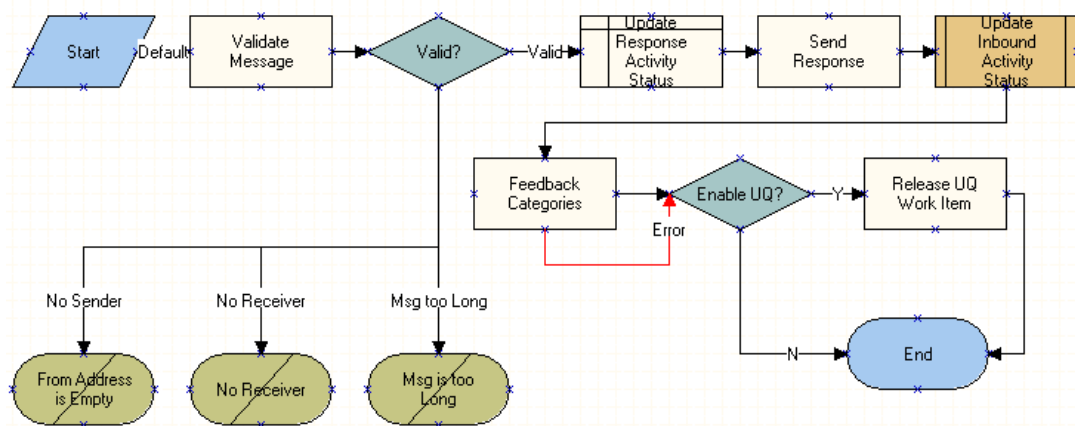 Start
Default
Validate
Message
Valid?
Valid
Update
Response
Activity
Status
Send
Response
Update
Inbound
Activity
Status
Feedback
Categories
Error
Enable UQ?
Y
Release UQ
Work Item
No Sender
No Receiver
Msg too Long
N
End
From Address
is Empty
No Receiver
Msg is too
Long